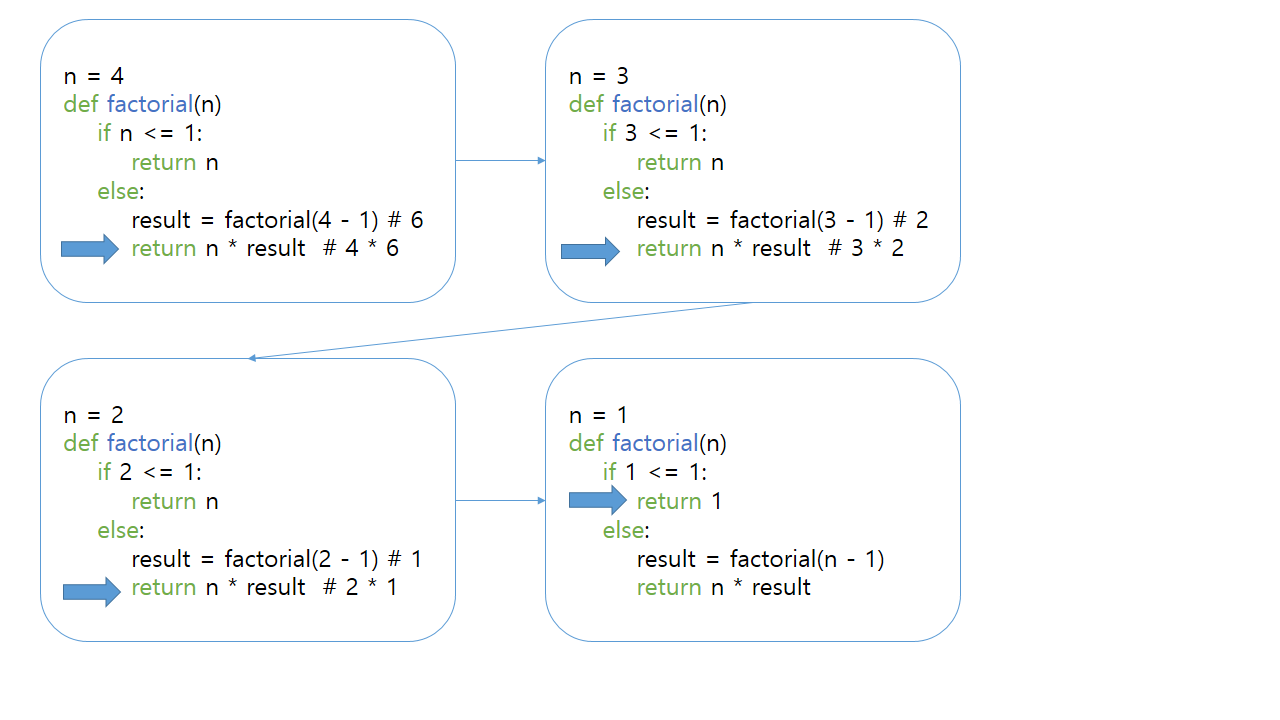 n = 4
def factorial(n)
if n <= 1:
return n
else:
result = factorial(4 - 1) # 6
return n * result # 4 * 6
n = 3
def factorial(n)
if 3 <= 1:
return n
else:
result = factorial(3 - 1) # 2
return n * result # 3 * 2
n = 2
def factorial(n)
if 2 <= 1:
return n
else:
result = factorial(2 - 1) # 1
return n * result # 2 * 1
n = 1
def factorial(n)
if 1 <= 1:
return 1
else:
result = factorial(n - 1)
return n * result